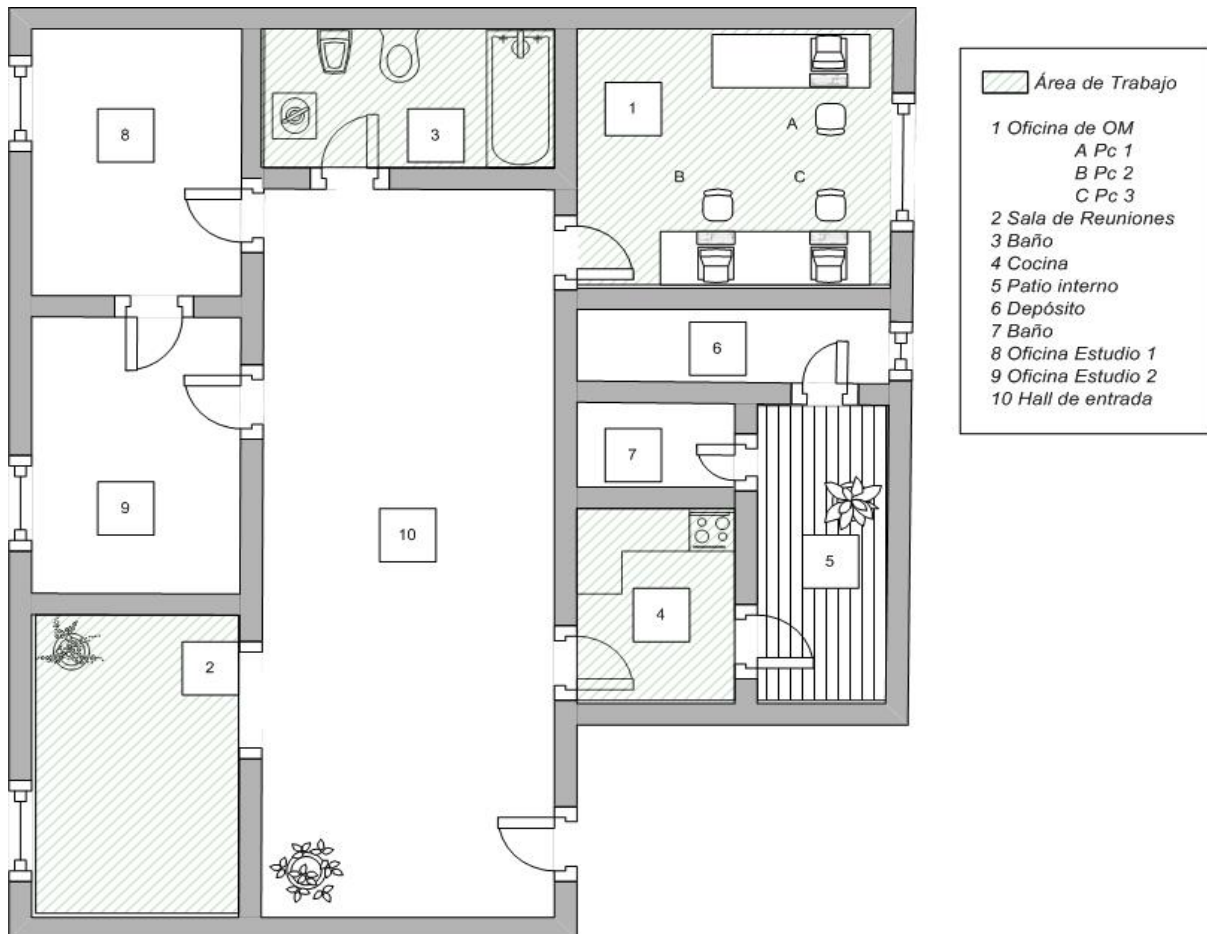 8
3
1
A
B
C
6
7
9
10
5
4
2
Área de Trabajo
1 Oficina de OM
A Pc 1
B Pc 2
C Pc 3
2 Sala de Reuniones
3 Baño
4 Cocina
5 Patio interno
6 Depósito
7 Baño
8 Oficina Estudio 1
9 Oficina Estudio 2
10 Hall de entrada